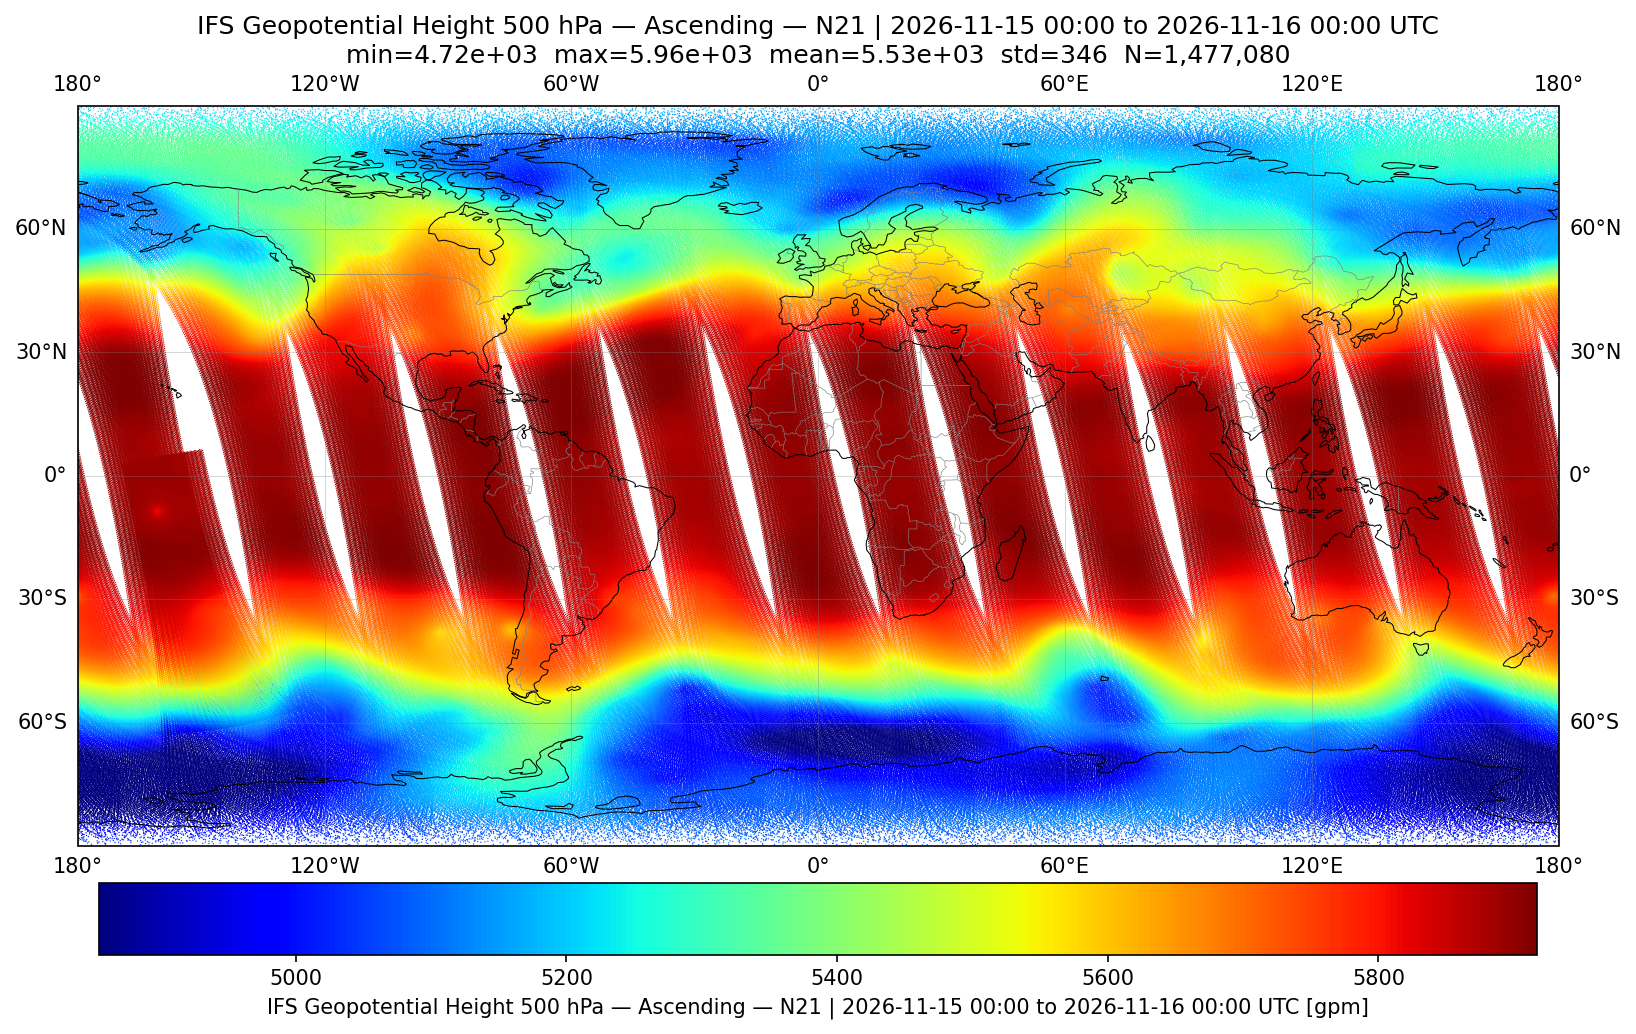 IFS Geopotential Height 500 hPa — Ascending — N21 | 2026-11-15 00:00 to 2026-11-16 00:00 UTC
min=4.72e+03  max=5.96e+03  mean=5.53e+03  std=346  N=1,477,080
180° 120°W 60°W 0° 60°E 120°E 180°
60°N 60°N
30°N 30°N
0° 0°
30°S 30°S
60°S 60°S
180° 120°W 60°W 0° 60°E 120°E 180°
5000 5200 5400 5600 5800
IFS Geopotential Height 500 hPa — Ascending — N21 | 2026-11-15 00:00 to 2026-11-16 00:00 UTC [gpm]